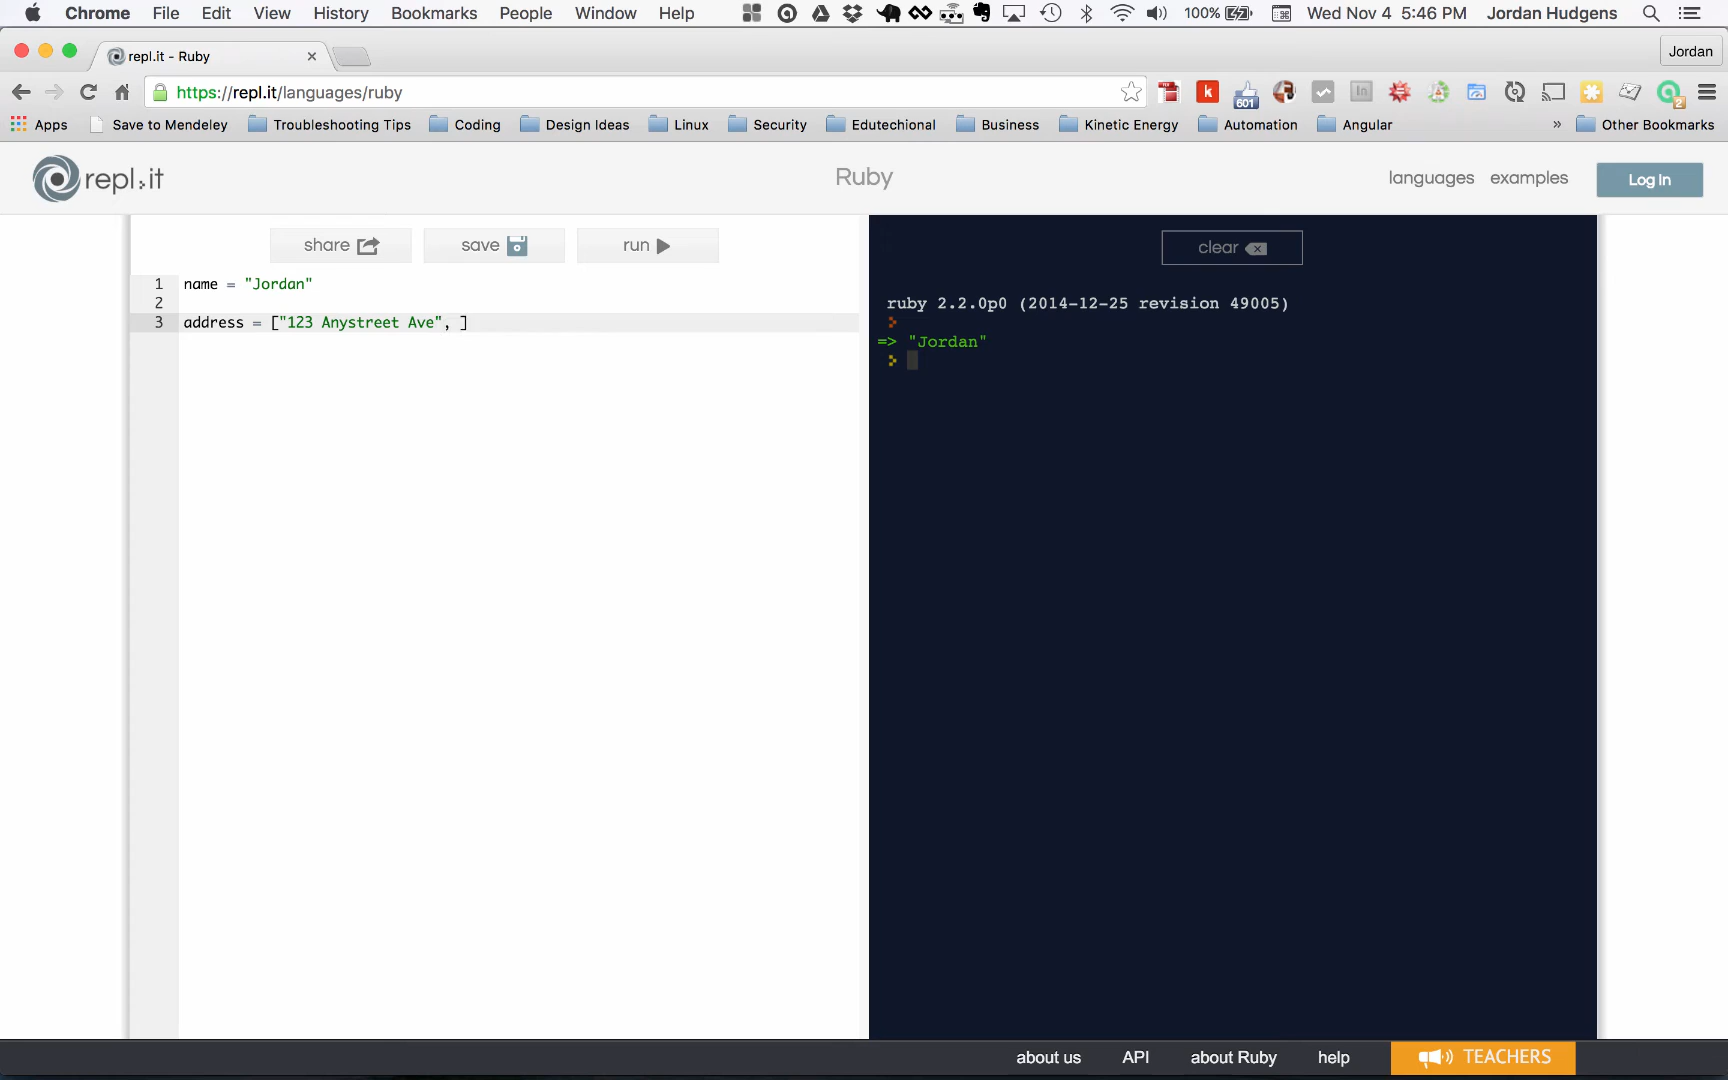 Chrome File Edit View History Bookmarks People Window Help 100% Wed Nov 4 5:46 PM Jordan Hudgens
repl.it - Ruby
Jordan
https://repl.it/languages/ruby
k
601
in
2
Apps Save to Mendeley Troubleshooting Tips Coding Design Ideas Linux Security Edutechional Business Kinetic Energy Automation Angular » Other Bookmarks
repl.it
Ruby
languages examples Log In
share save run
clear
1 name = "Jordan"
2
3 address = ["123 Anystreet Ave", ]
ruby 2.2.0p0 (2014-12-25 revision 49005)
=> "Jordan"
about us API about Ruby help TEACHERS